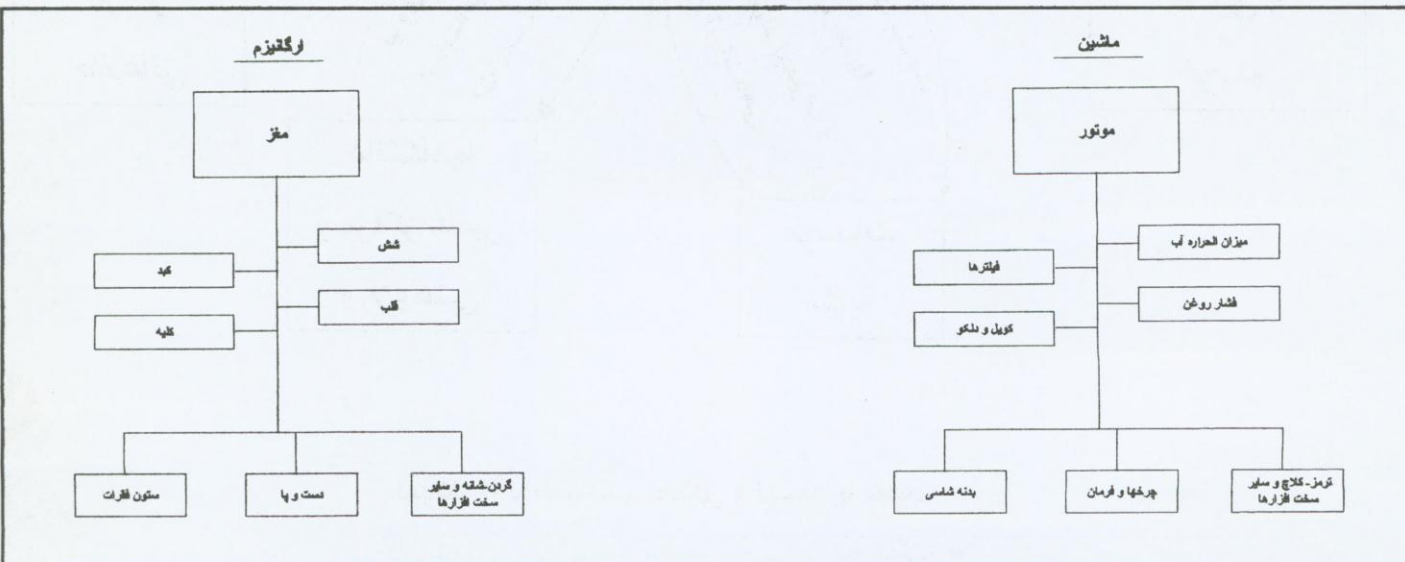 ماشین
موتور
میزان الحراره آب
فیلترها
فشار روغن
کویل و دلکو
ترمز- کلاچ و سایر
سخت افزارها
چرخها و فرمان
بدنه شاسی
ارگانیزم
مغز
شش
کبد
قلب
کلیه
گردن-شانه و سایر
سخت افزارها
دست و پا
ستون فقرات